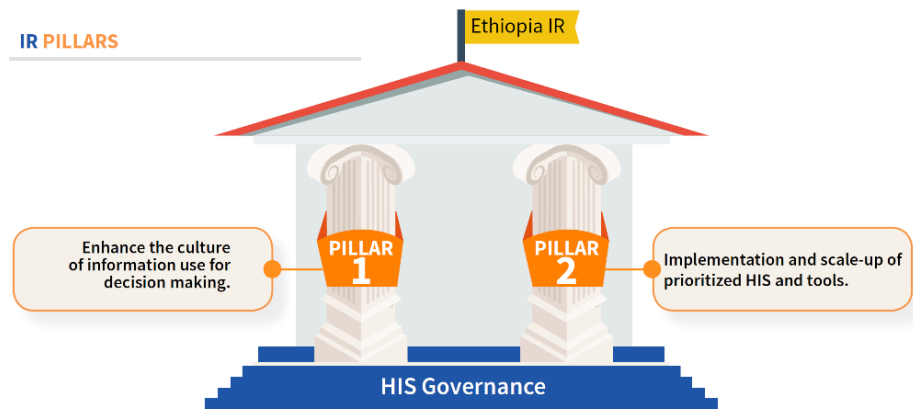 Ethiopia IR
IR PILLARS
Enhance the culture
of information use for
decision making.
PILLAR
1
PILLAR
2
Implementation and scale-up of
prioritized HIS and tools.
HIS Governance